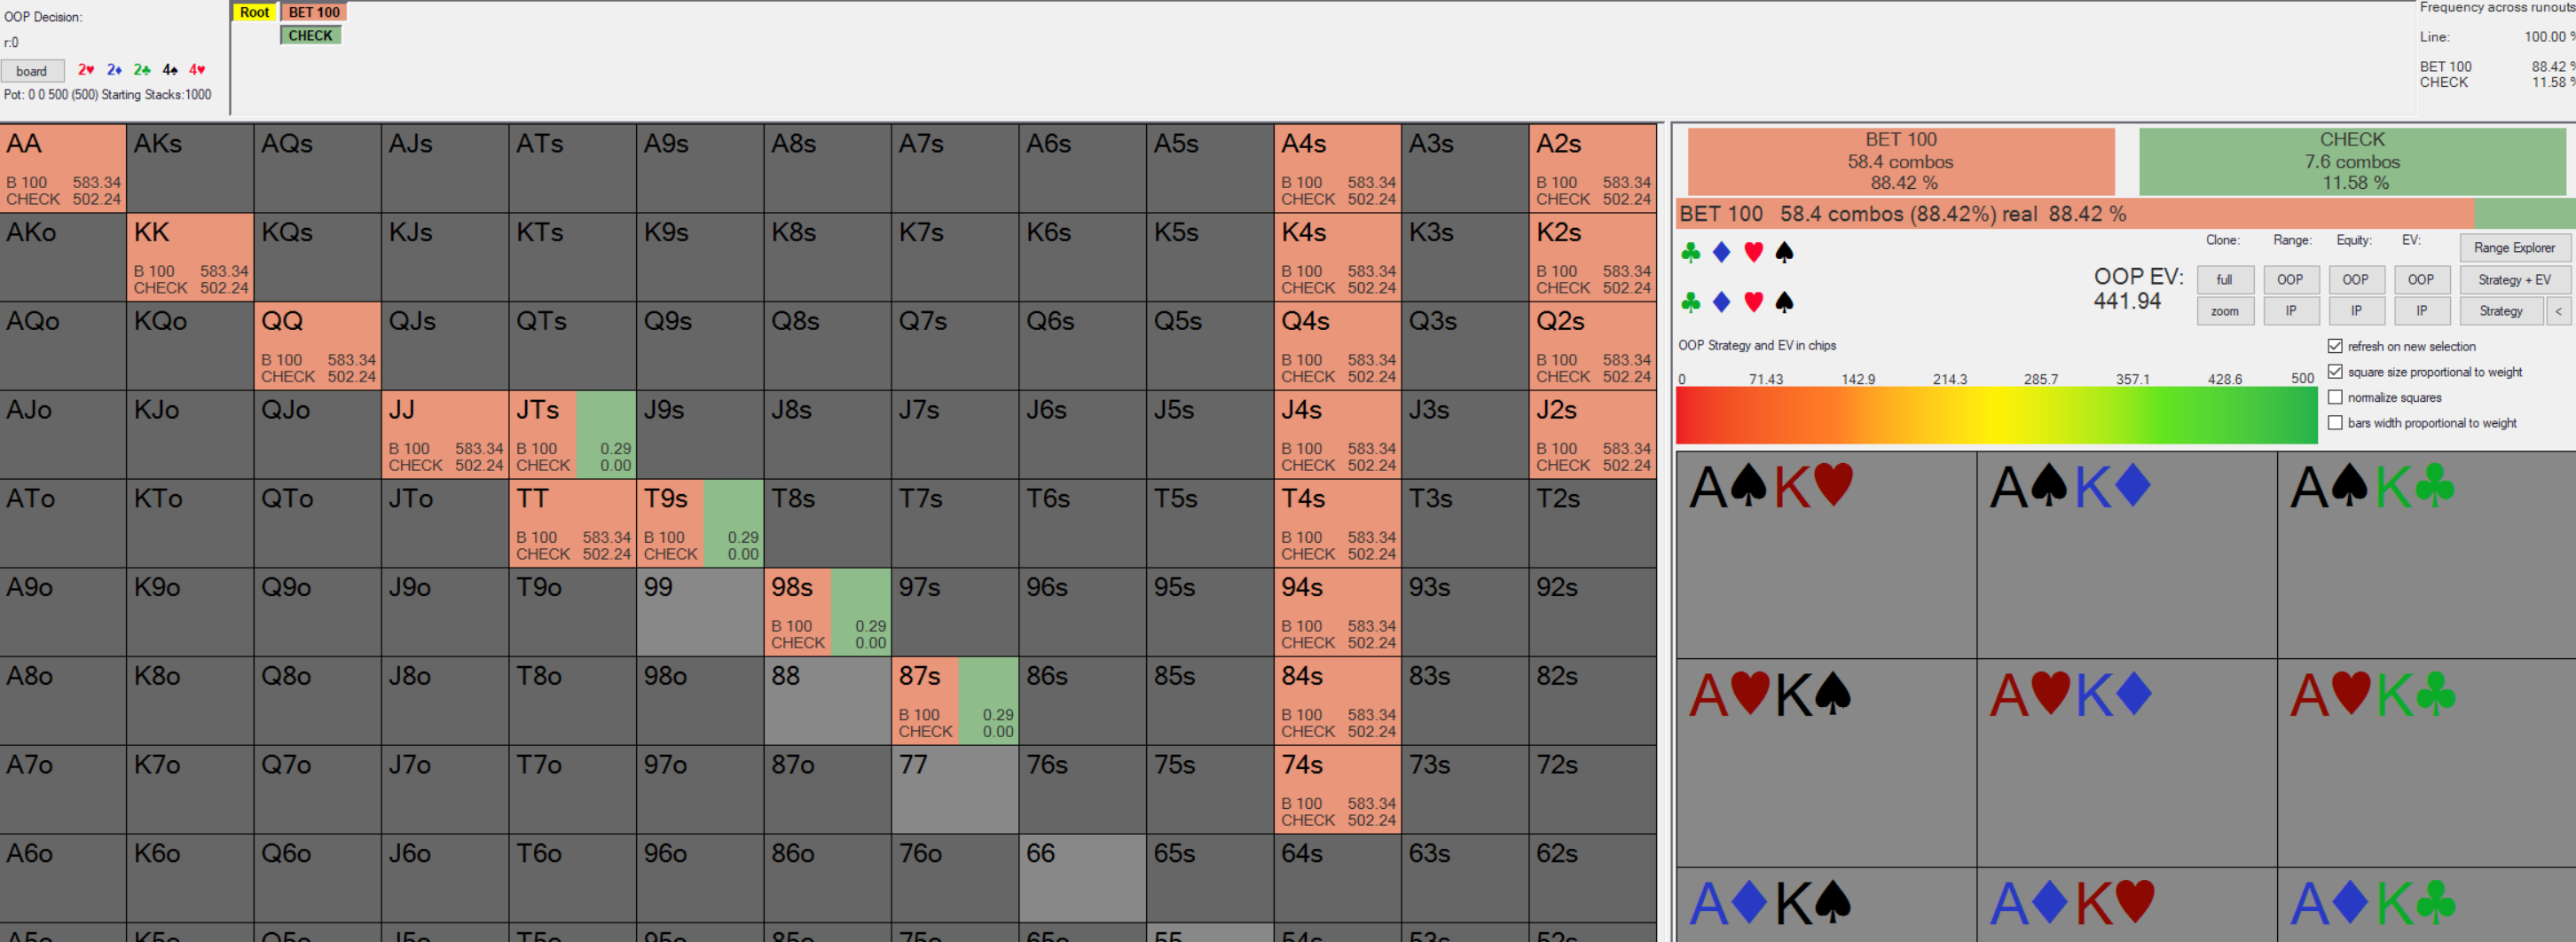 OOP Decision:
r:0
board 2♥ 2♦ 2♣ 4♠ 4♥
Pot: 0 0 500 (500) Starting Stacks:1000
Root BET 100
CHECK
Frequency across runouts
Line: 100.00 %
BET 100 88.42 %
CHECK 11.58 %
AA AKs AQs AJs ATs A9s A8s A7s A6s A5s A4s A3s A2s
B 100 583.34 B 100 583.34 B 100 583.34
CHECK 502.24 CHECK 502.24 CHECK 502.24
AKo KK KQs KJs KTs K9s K8s K7s K6s K5s K4s K3s K2s
B 100 583.34 B 100 583.34 B 100 583.34
CHECK 502.24 CHECK 502.24 CHECK 502.24
AQo KQo QQ QJs QTs Q9s Q8s Q7s Q6s Q5s Q4s Q3s Q2s
B 100 583.34 B 100 583.34 B 100 583.34
CHECK 502.24 CHECK 502.24 CHECK 502.24
AJo KJo QJo JJ JTs J9s J8s J7s J6s J5s J4s J3s J2s
B 100 583.34 B 100 0.29 B 100 583.34 B 100 583.34
CHECK 502.24 CHECK 0.00 CHECK 502.24 CHECK 502.24
ATo KTo QTo JTo TT T9s T8s T7s T6s T5s T4s T3s T2s
B 100 583.34 B 100 0.29 B 100 583.34
CHECK 502.24 CHECK 0.00 CHECK 502.24
A9o K9o Q9o J9o T9o 99 98s 97s 96s 95s 94s 93s 92s
B 100 0.29 B 100 583.34
CHECK 0.00 CHECK 502.24
A8o K8o Q8o J8o T8o 98o 88 87s 86s 85s 84s 83s 82s
B 100 0.29 B 100 583.34
CHECK 0.00 CHECK 502.24
A7o K7o Q7o J7o T7o 97o 87o 77 76s 75s 74s 73s 72s
B 100 583.34
CHECK 502.24
A6o K6o Q6o J6o T6o 96o 86o 76o 66 65s 64s 63s 62s
A5o K5o Q5o J5o T5o 95o 85o 75o 65o 55 54s 53s 52s
BET 100 CHECK
58.4 combos 7.6 combos
88.42 % 11.58 %
BET 100 58.4 combos (88.42%) real 88.42 %
♣ ♦ ♥ ♠
♣ ♦ ♥ ♠
OOP EV:
441.94
Clone: Range: Equity: EV: Range Explorer
full OOP OOP OOP Strategy + EV
zoom IP IP IP Strategy <
OOP Strategy and EV in chips
refresh on new selection
square size proportional to weight
normalize squares
bars width proportional to weight
0 71.43 142.9 214.3 285.7 357.1 428.6 500
A♠K♥ A♠K♦ A♠K♣
A♥K♠ A♥K♦ A♥K♣
A♦K♠ A♦K♥ A♦K♣